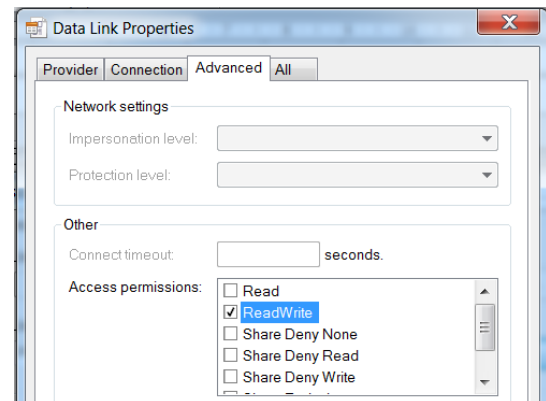 Data Link Properties
Provider Connection Advanced All
Network settings
Impersonation level:
Protection level:
Other
Connect timeout: seconds.
Access permissions: Read
ReadWrite
Share Deny None
Share Deny Read
Share Deny Write